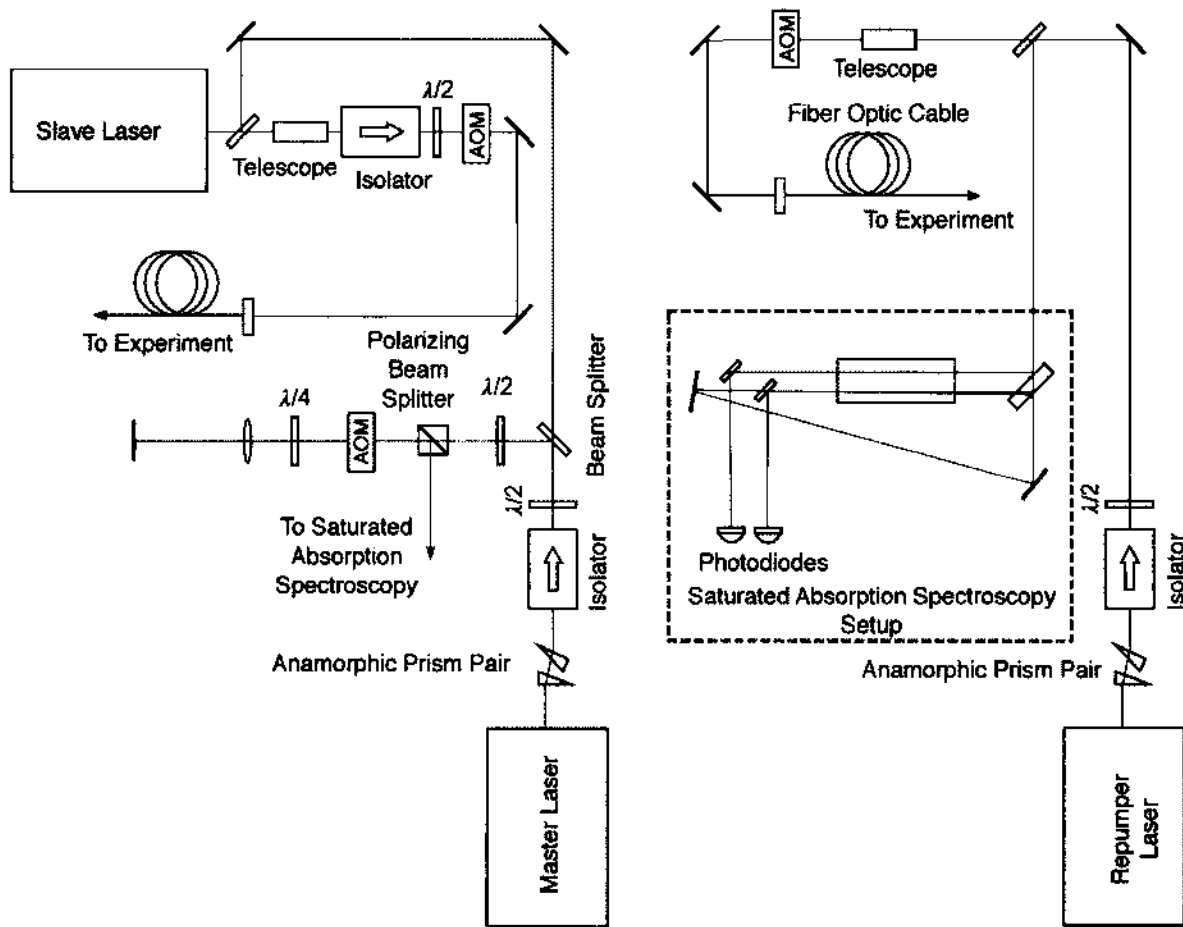 Slave Laser
Telescope
Isolator
λ/2
AOM
To Experiment
Polarizing
Beam
Splitter
λ/4
AOM
λ/2
Beam Splitter
To Saturated
Absorption
Spectroscopy
λ/2
Isolator
Anamorphic Prism Pair
Master Laser
AOM
Telescope
Fiber Optic Cable
To Experiment
Photodiodes
Saturated Absorption Spectroscopy
Setup
λ/2
Isolator
Anamorphic Prism Pair
Repumper
Laser